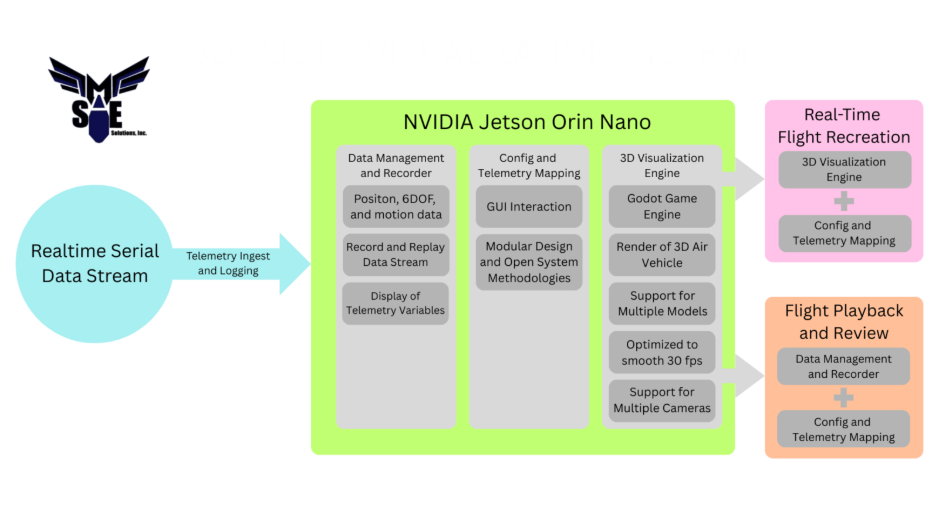 SME
Solutions, Inc.
Realtime Serial
Data Stream
Telemetry Ingest
and Logging
NVIDIA Jetson Orin Nano
Data Management
and Recorder
Positon, 6DOF,
and motion data
Record and Replay
Data Stream
Display of
Telemetry Variables
Config and
Telemetry Mapping
GUI Interaction
Modular Design
and Open System
Methodologies
3D Visualization
Engine
Godot Game
Engine
Render of 3D Air
Vehicle
Support for
Multiple Models
Optimized to
smooth 30 fps
Support for
Multiple Cameras
Real-Time
Flight Recreation
3D Visualization
Engine
+
Config and
Telemetry Mapping
Flight Playback
and Review
Data Management
and Recorder
+
Config and
Telemetry Mapping